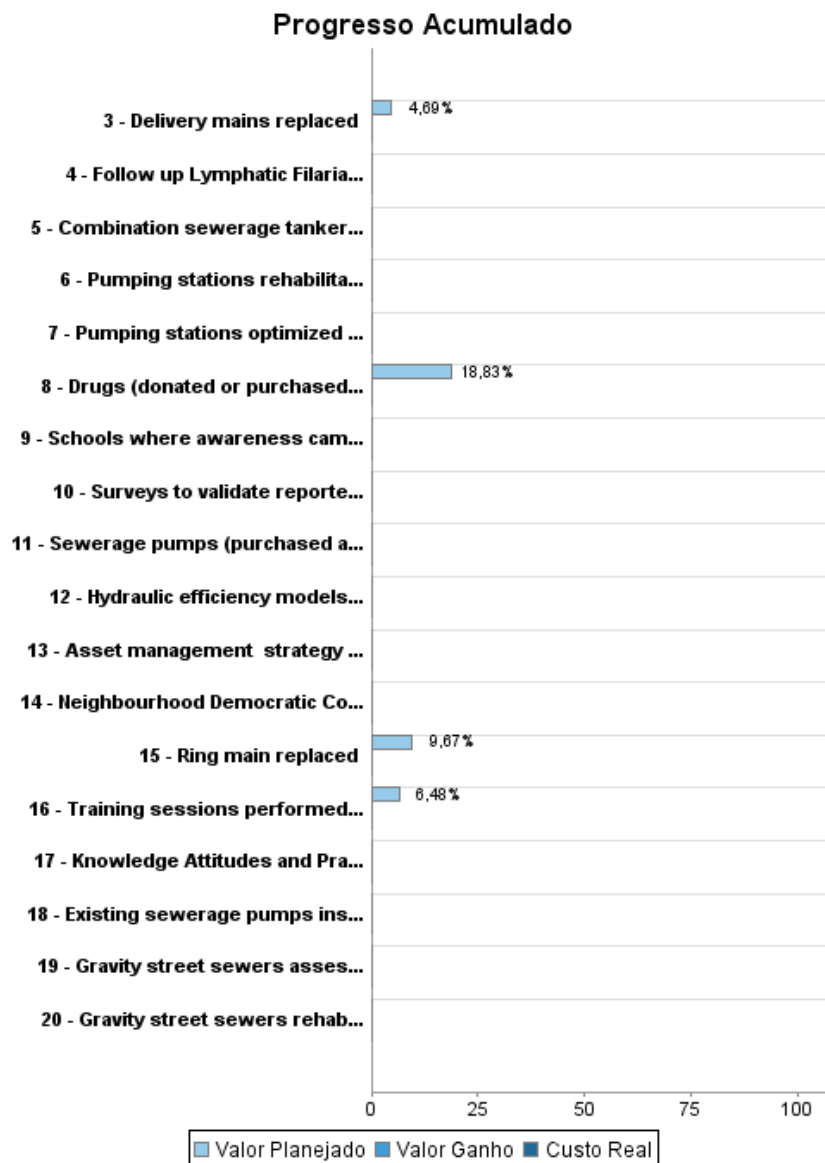 Progresso Acumulado
3 - Delivery mains replaced
4,69%
4 - Follow up Lymphatic Filaria...
5 - Combination sewerage tanker...
6 - Pumping stations rehabilita...
7 - Pumping stations optimized ...
8 - Drugs (donated or purchased...
18,83%
9 - Schools where awareness cam...
10 - Surveys to validate reporte...
11 - Sewerage pumps (purchased a...
12 - Hydraulic efficiency models...
13 - Asset management  strategy ...
14 - Neighbourhood Democratic Co...
15 - Ring main replaced
9,67%
16 - Training sessions performed...
6,48%
17 - Knowledge Attitudes and Pra...
18 - Existing sewerage pumps ins...
19 - Gravity street sewers asses...
20 - Gravity street sewers rehab...
0 25 50 75 100
Valor Planejado Valor Ganho Custo Real